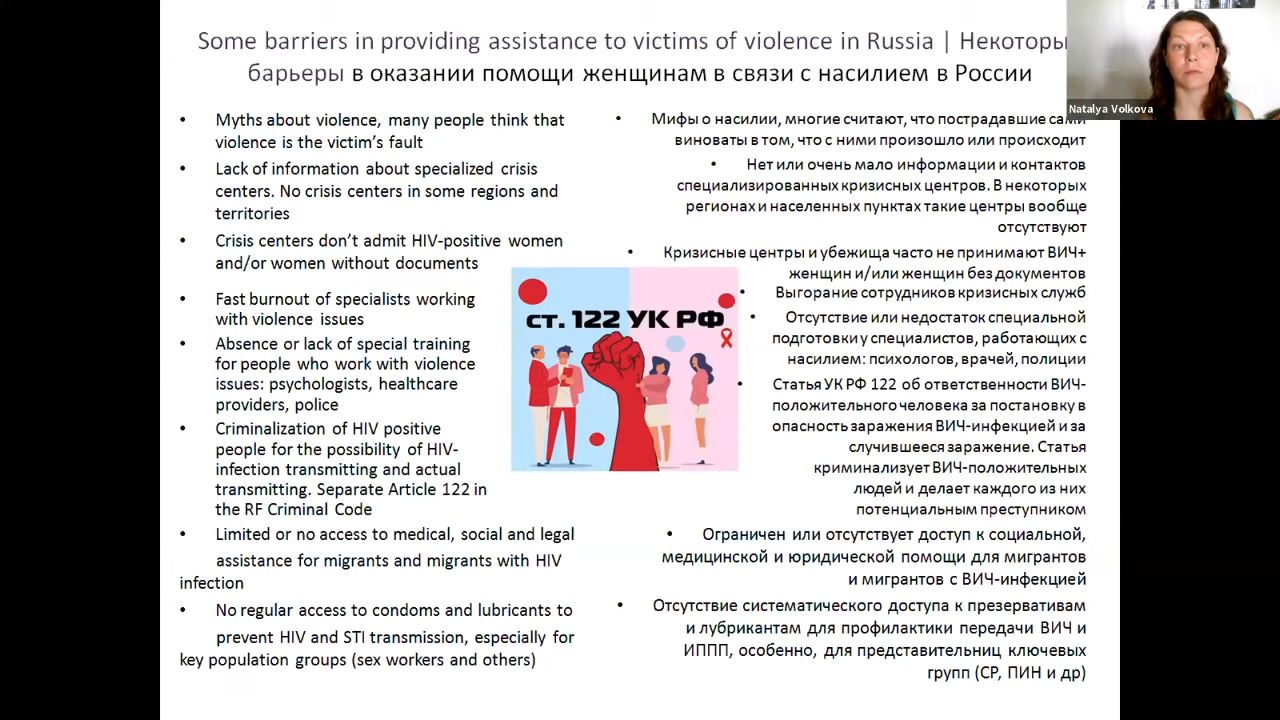 Some barriers in providing assistance to victims of violence in Russia | Некоторы
барьеры в оказании помощи женщинам в связи с насилием в России
Natalya Volkova
• Myths about violence, many people think that
violence is the victim’s fault
• Lack of information about specialized crisis
centers. No crisis centers in some regions and
territories
• Crisis centers don’t admit HIV-positive women
and/or women without documents
• Fast burnout of specialists working
with violence issues
• Absence or lack of special training
for people who work with violence
issues: psychologists, healthcare
providers, police
• Criminalization of HIV positive
people for the possibility of HIV-
infection transmitting and actual
transmitting. Separate Article 122 in
the RF Criminal Code
• Limited or no access to medical, social and legal
assistance for migrants and migrants with HIV
infection
• No regular access to condoms and lubricants to
prevent HIV and STI transmission, especially for
key population groups (sex workers and others)
ст. 122 УК РФ
• Мифы о насилии, многие считают, что пострадавшие сами
виноваты в том, что с ними произошло или происходит
• Нет или очень мало информации и контактов
специализированных кризисных центров. В некоторых
регионах и населенных пунктах такие центры вообще
отсутствуют
• Кризисные центры и убежища часто не принимают ВИЧ+
женщин и/или женщин без документов
• Выгорание сотрудников кризисных служб
• Отсутствие или недостаток специальной
подготовки у специалистов, работающих с
насилием: психологов, врачей, полиции
• Статья УК РФ 122 об ответственности ВИЧ-
положительного человека за постановку в
опасность заражения ВИЧ-инфекцией и за
случившееся заражение. Статья
криминализует ВИЧ-положительных
людей и делает каждого из них
потенциальным преступником
• Ограничен или отсутствует доступ к социальной,
медицинской и юридической помощи для мигрантов
и мигрантов с ВИЧ-инфекцией
• Отсутствие систематического доступа к презервативам
и лубрикантам для профилактики передачи ВИЧ и
ИППП, особенно, для представительниц ключевых
групп (СР, ПИН и др)